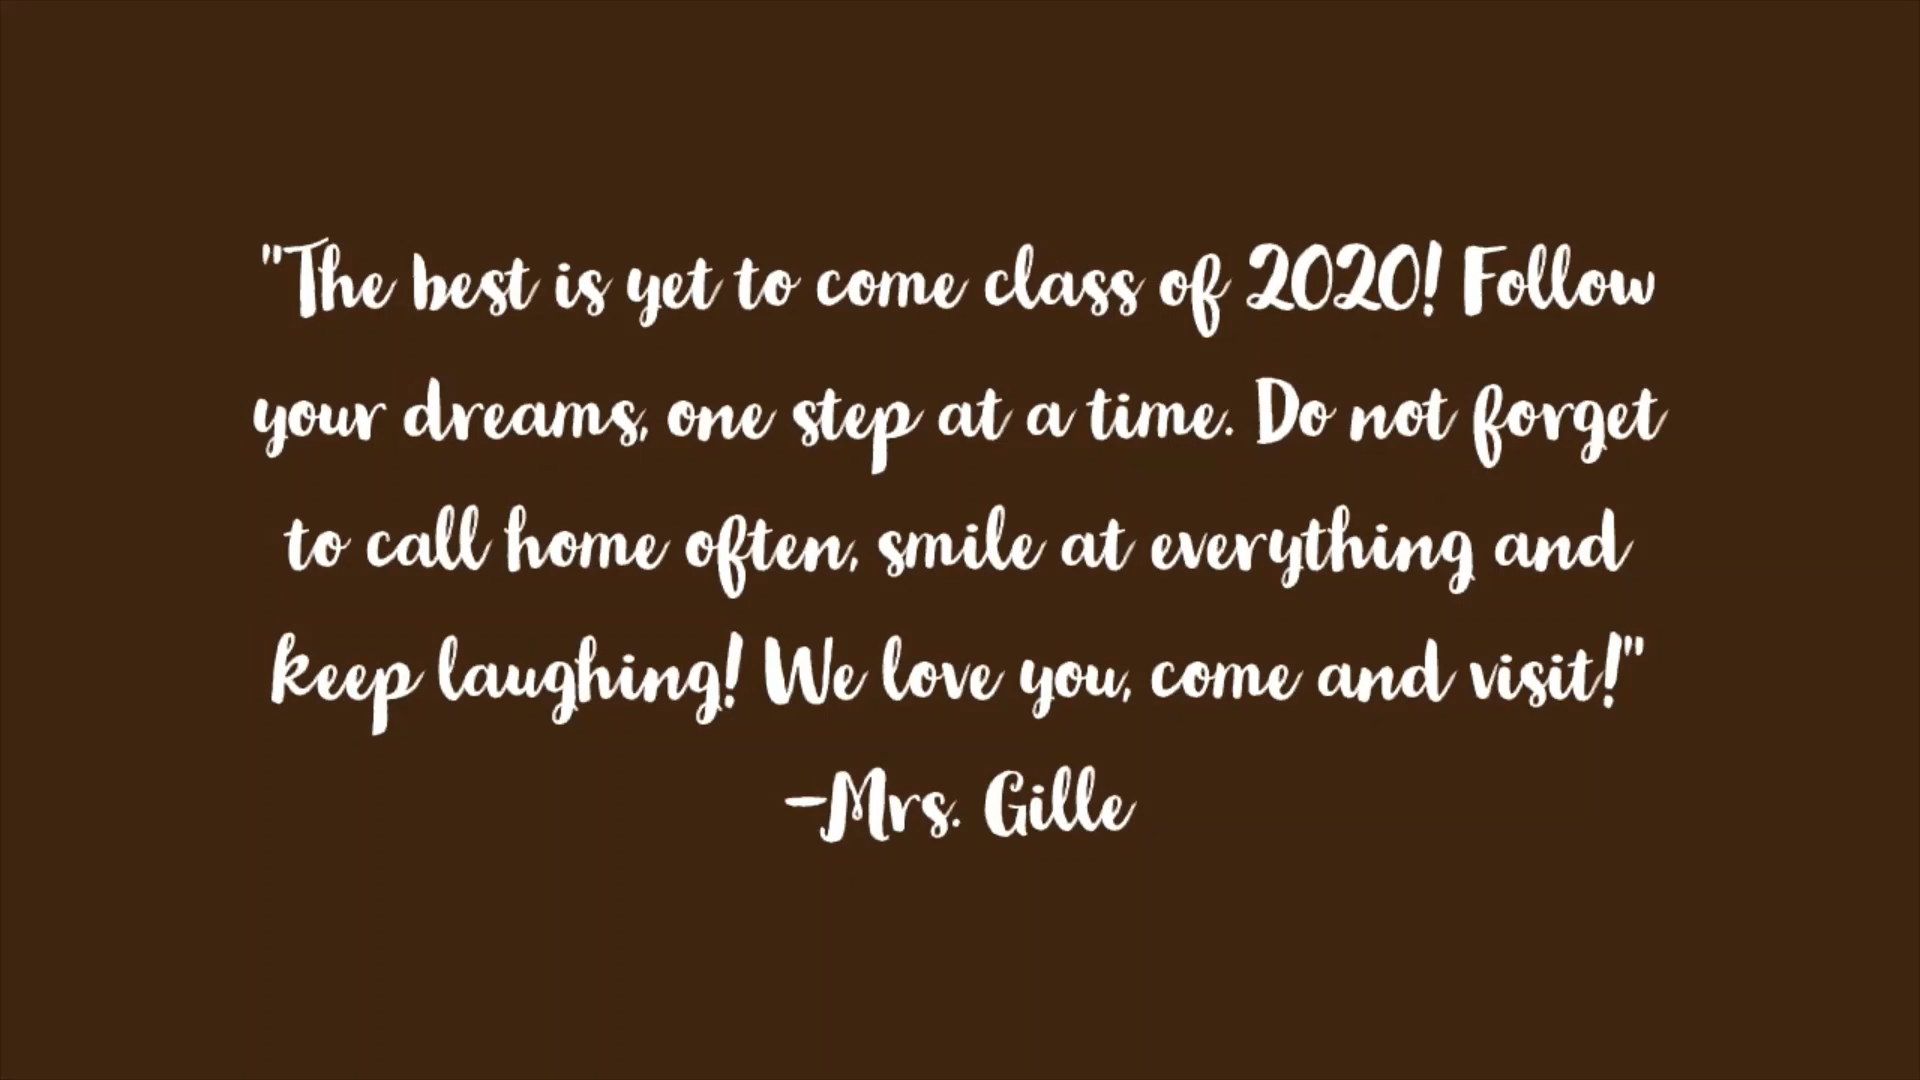 "The best is yet to come class of 2020! Follow
your dreams, one step at a time. Do not forget
to call home often, smile at everything and
keep laughing! We love you, come and visit!"
-Mrs. Gille